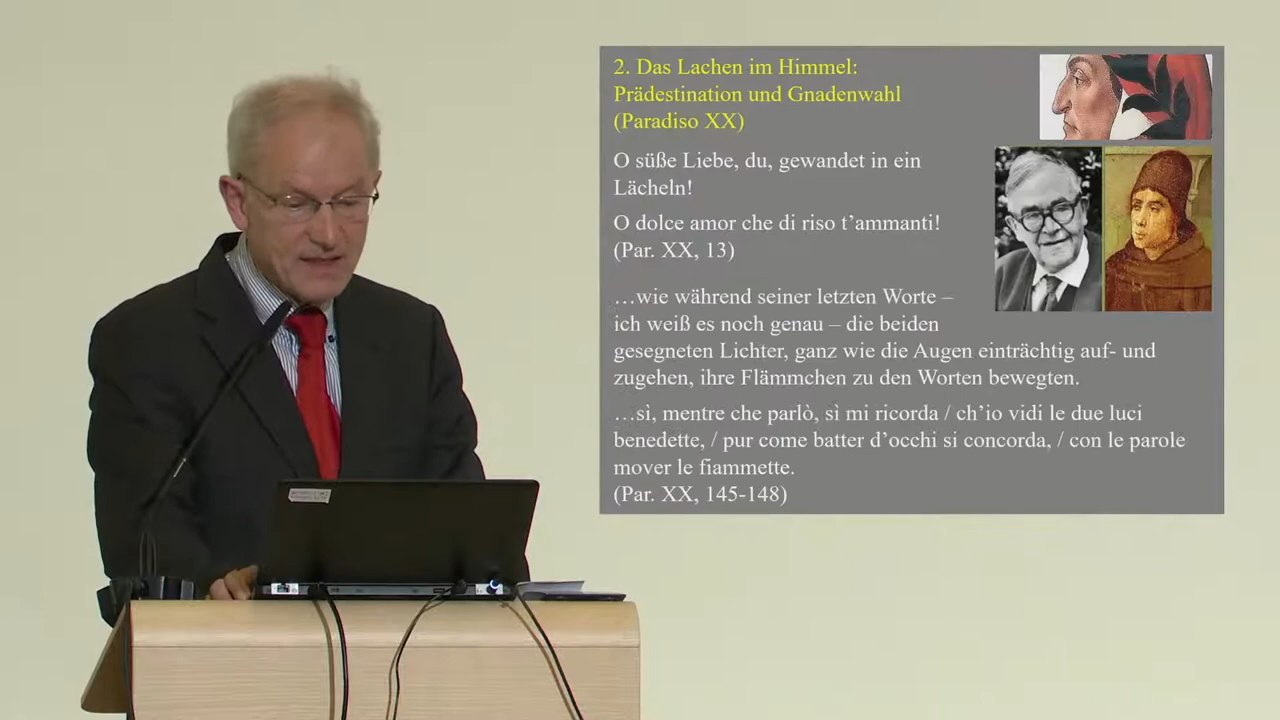 2. Das Lachen im Himmel:
Prädestination und Gnadenwahl
(Paradiso XX)
O süße Liebe, du, gewandet in ein
Lächeln!
O dolce amor che di riso t’ammanti!
(Par. XX, 13)
…wie während seiner letzten Worte –
ich weiß es noch genau – die beiden
gesegneten Lichter, ganz wie die Augen einträchtig auf- und
zugehen, ihre Flämmchen zu den Worten bewegten.
…sì, mentre che parlò, sì mi ricorda / ch’io vidi le due luci
benedette, / pur come batter d’occhi si concorda, / con le parole
mover le fiammette.
(Par. XX, 145-148)